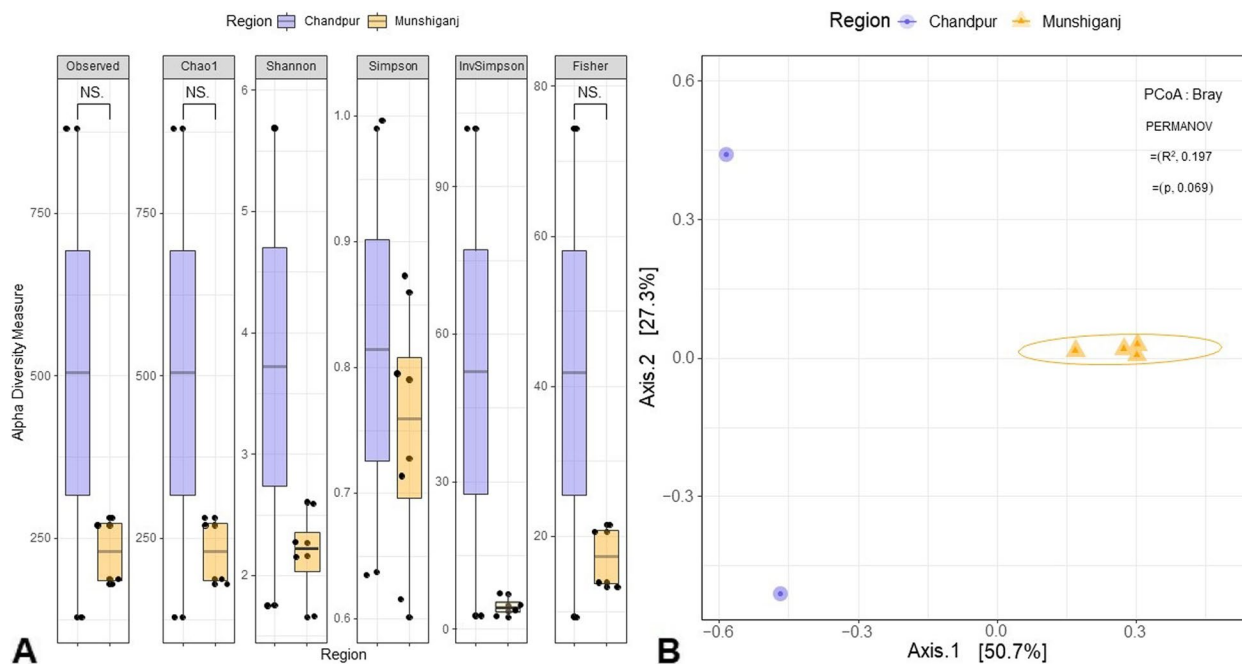 A
Region Chandpur Munshiganj
Observed Chao1 Shannon Simpson InvSimpson Fisher
NS. NS. NS.
Alpha Diversity Measure
750
500
250
750
500
250
6
5
4
3
2
1.0
0.9
0.8
0.7
0.6
90
60
30
0
80
60
40
20
Region
B
Region Chandpur Munshiganj
PCoA : Bray
PERMANOV
=(R², 0.197
=(p, 0.069)
Axis.2 [27.3%]
0.6
0.3
0.0
−0.3
−0.6 −0.3 0.0 0.3
Axis.1 [50.7%]